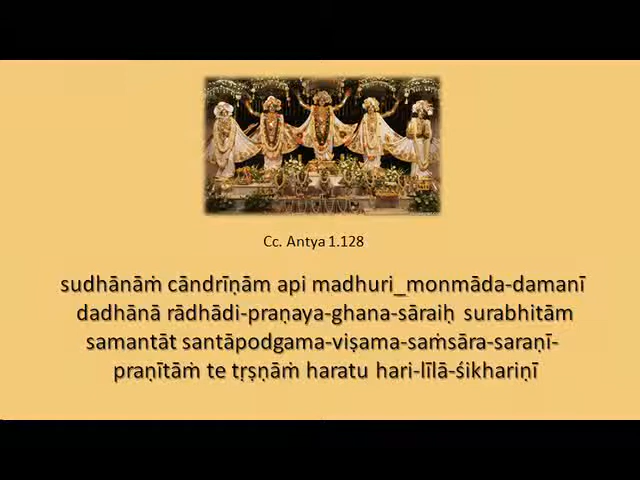 Cc. Antya 1.128
sudhānāṁ cāndrīṇām api madhuri_monmāda-damanī
dadhānā rādhādi-praṇaya-ghana-sāraiḥ surabhitām
samantāt santāpodgama-viṣama-saṁsāra-saraṇī-
praṇītāṁ te tṛṣṇāṁ haratu hari-līlā-śikhariṇī